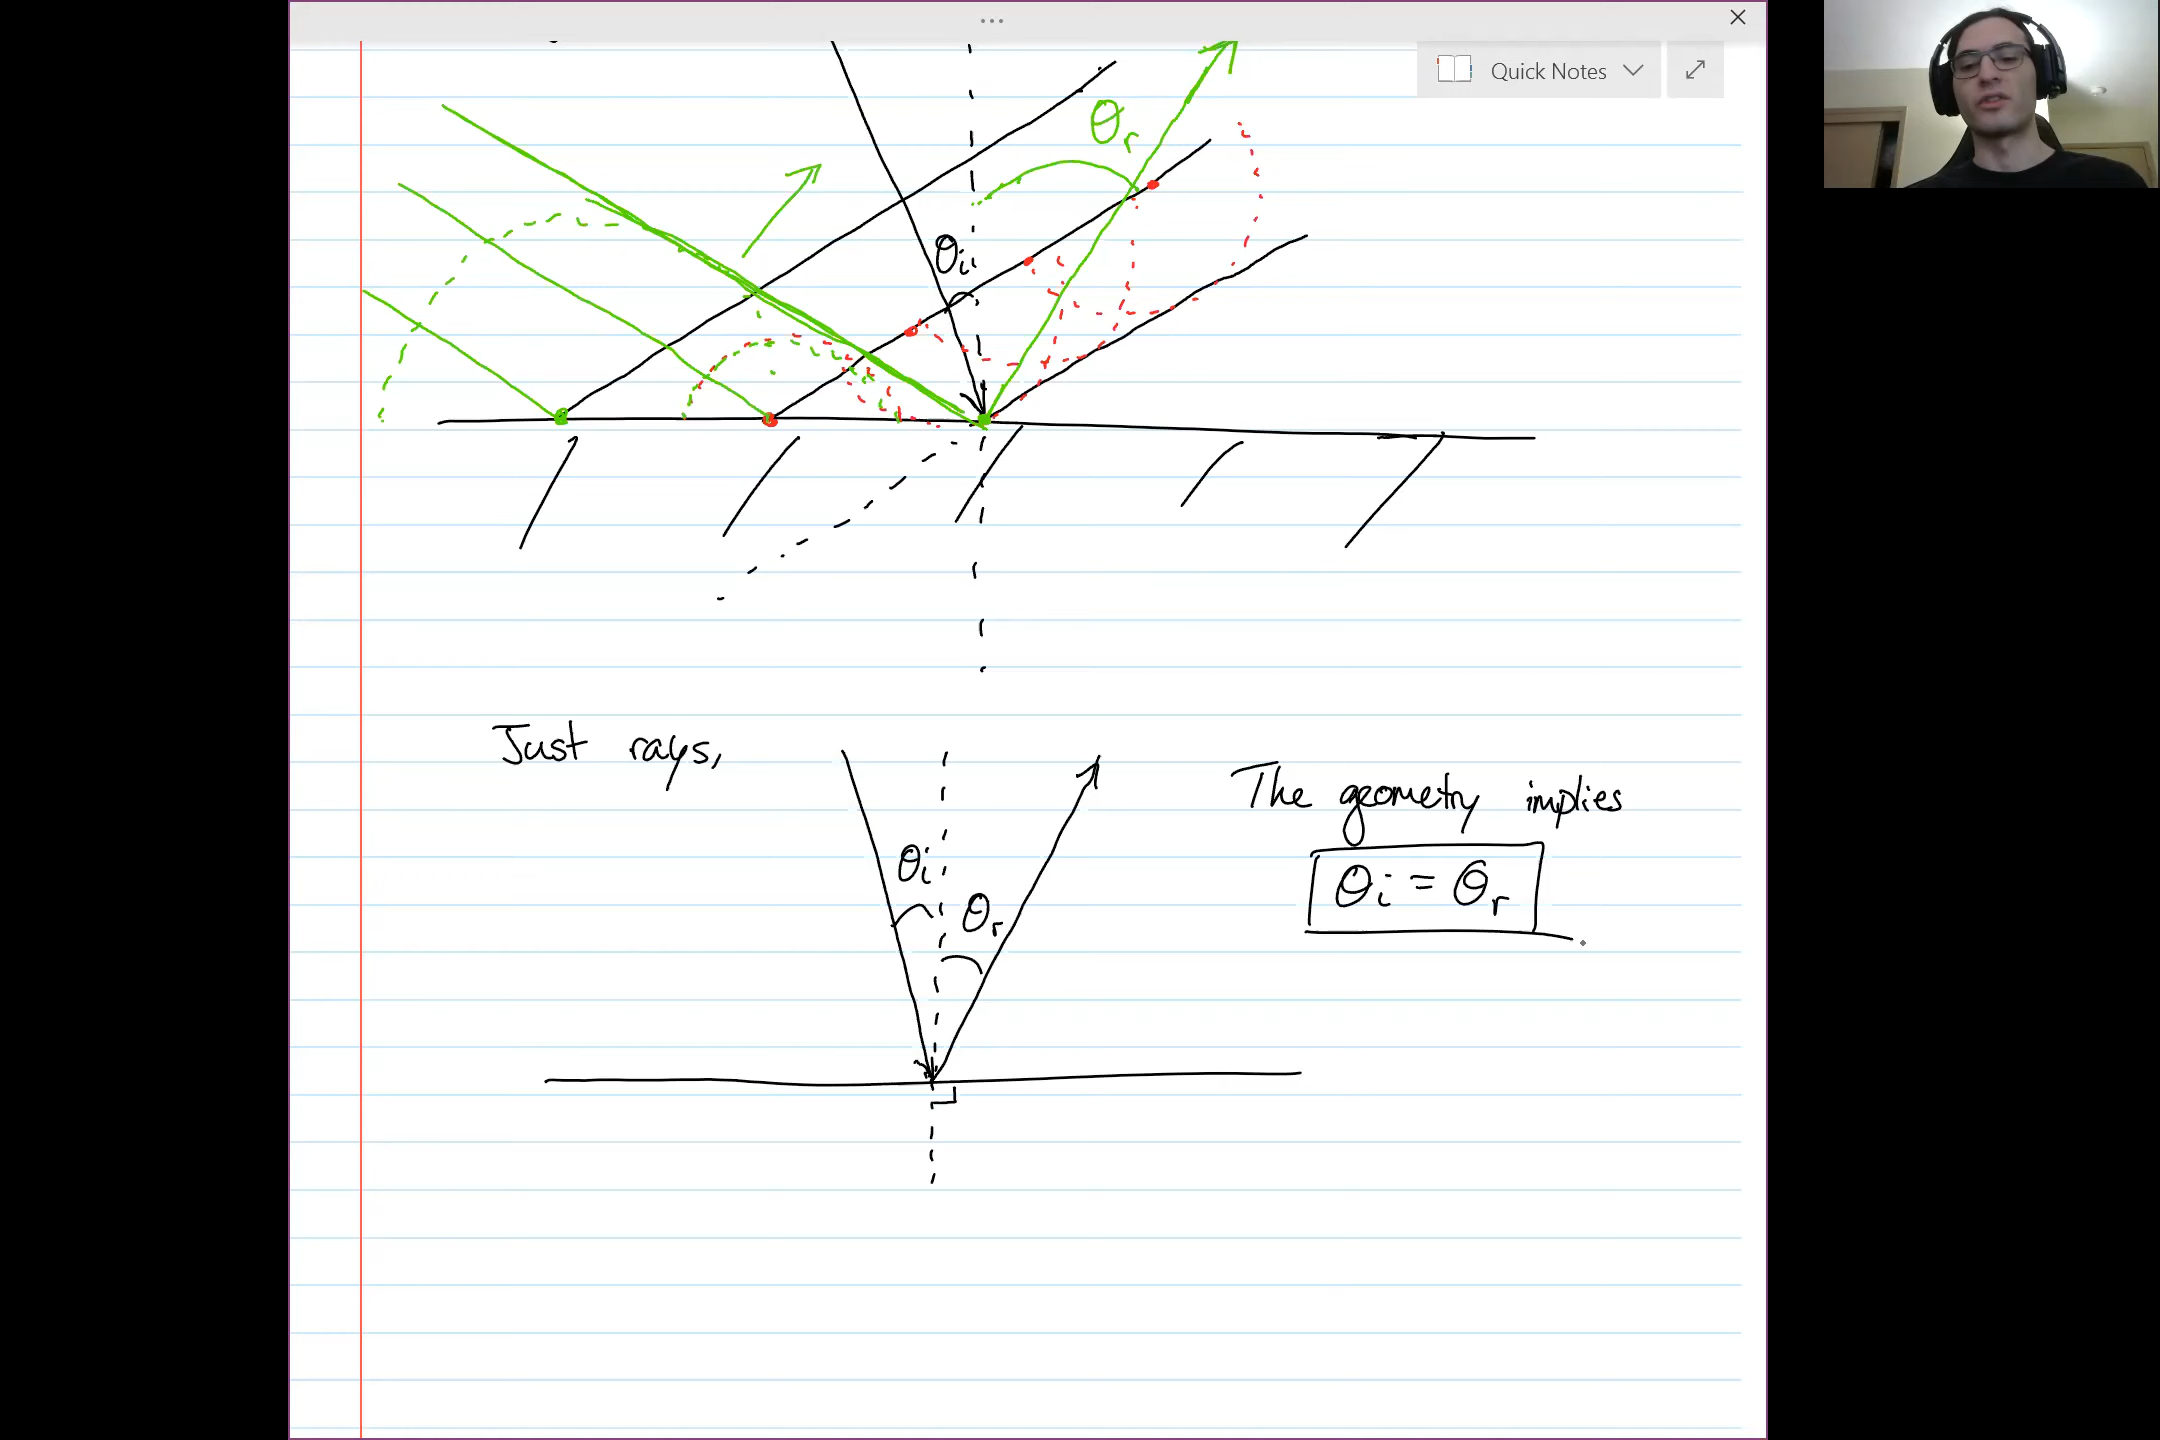 Quick Notes
θr
θi
Just rays,
The geometry implies
θi
θi = θr
θr